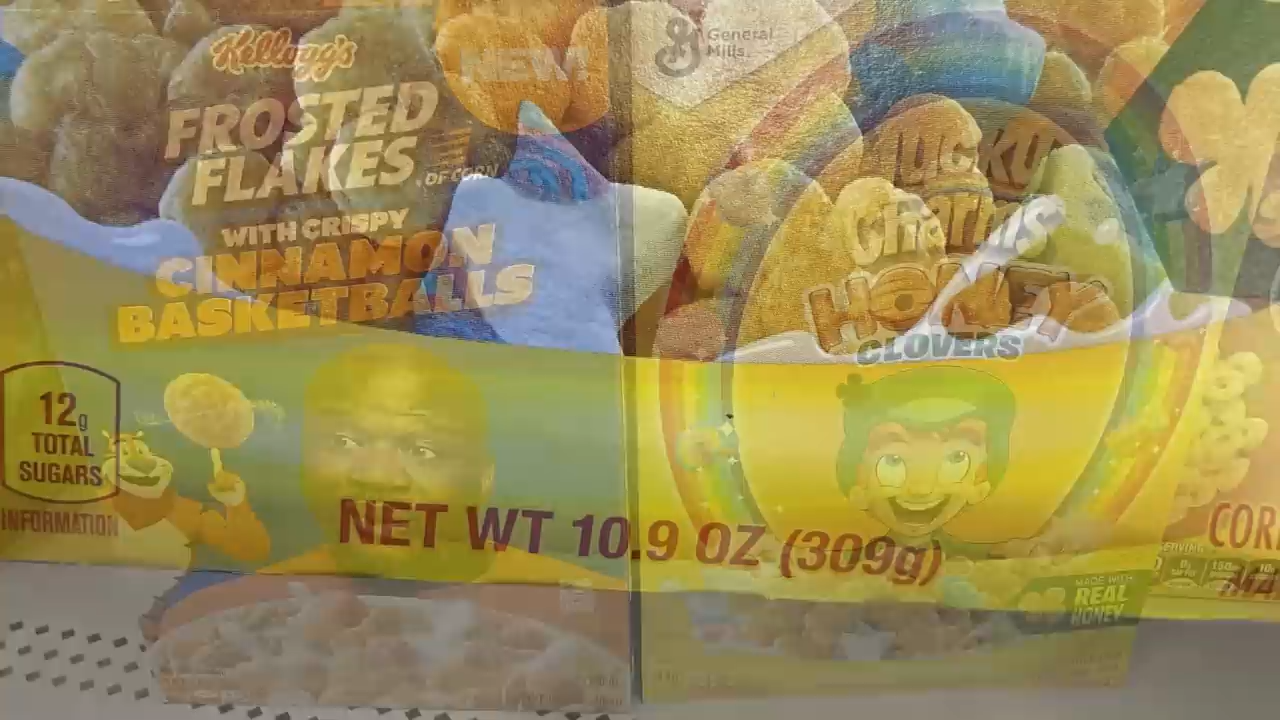 Kellogg's
NEW!
General
Mills
FROSTED
FLAKES
OF CORN
WITH CRISPY
CINNAMON
BASKETBALLS
Lucky
Charms
HONEY
CLOVERS
12g
TOTAL
SUGARS
INFORMATION
NET WT 10.9 OZ (309g)
MADE WITH
REAL
HONEY